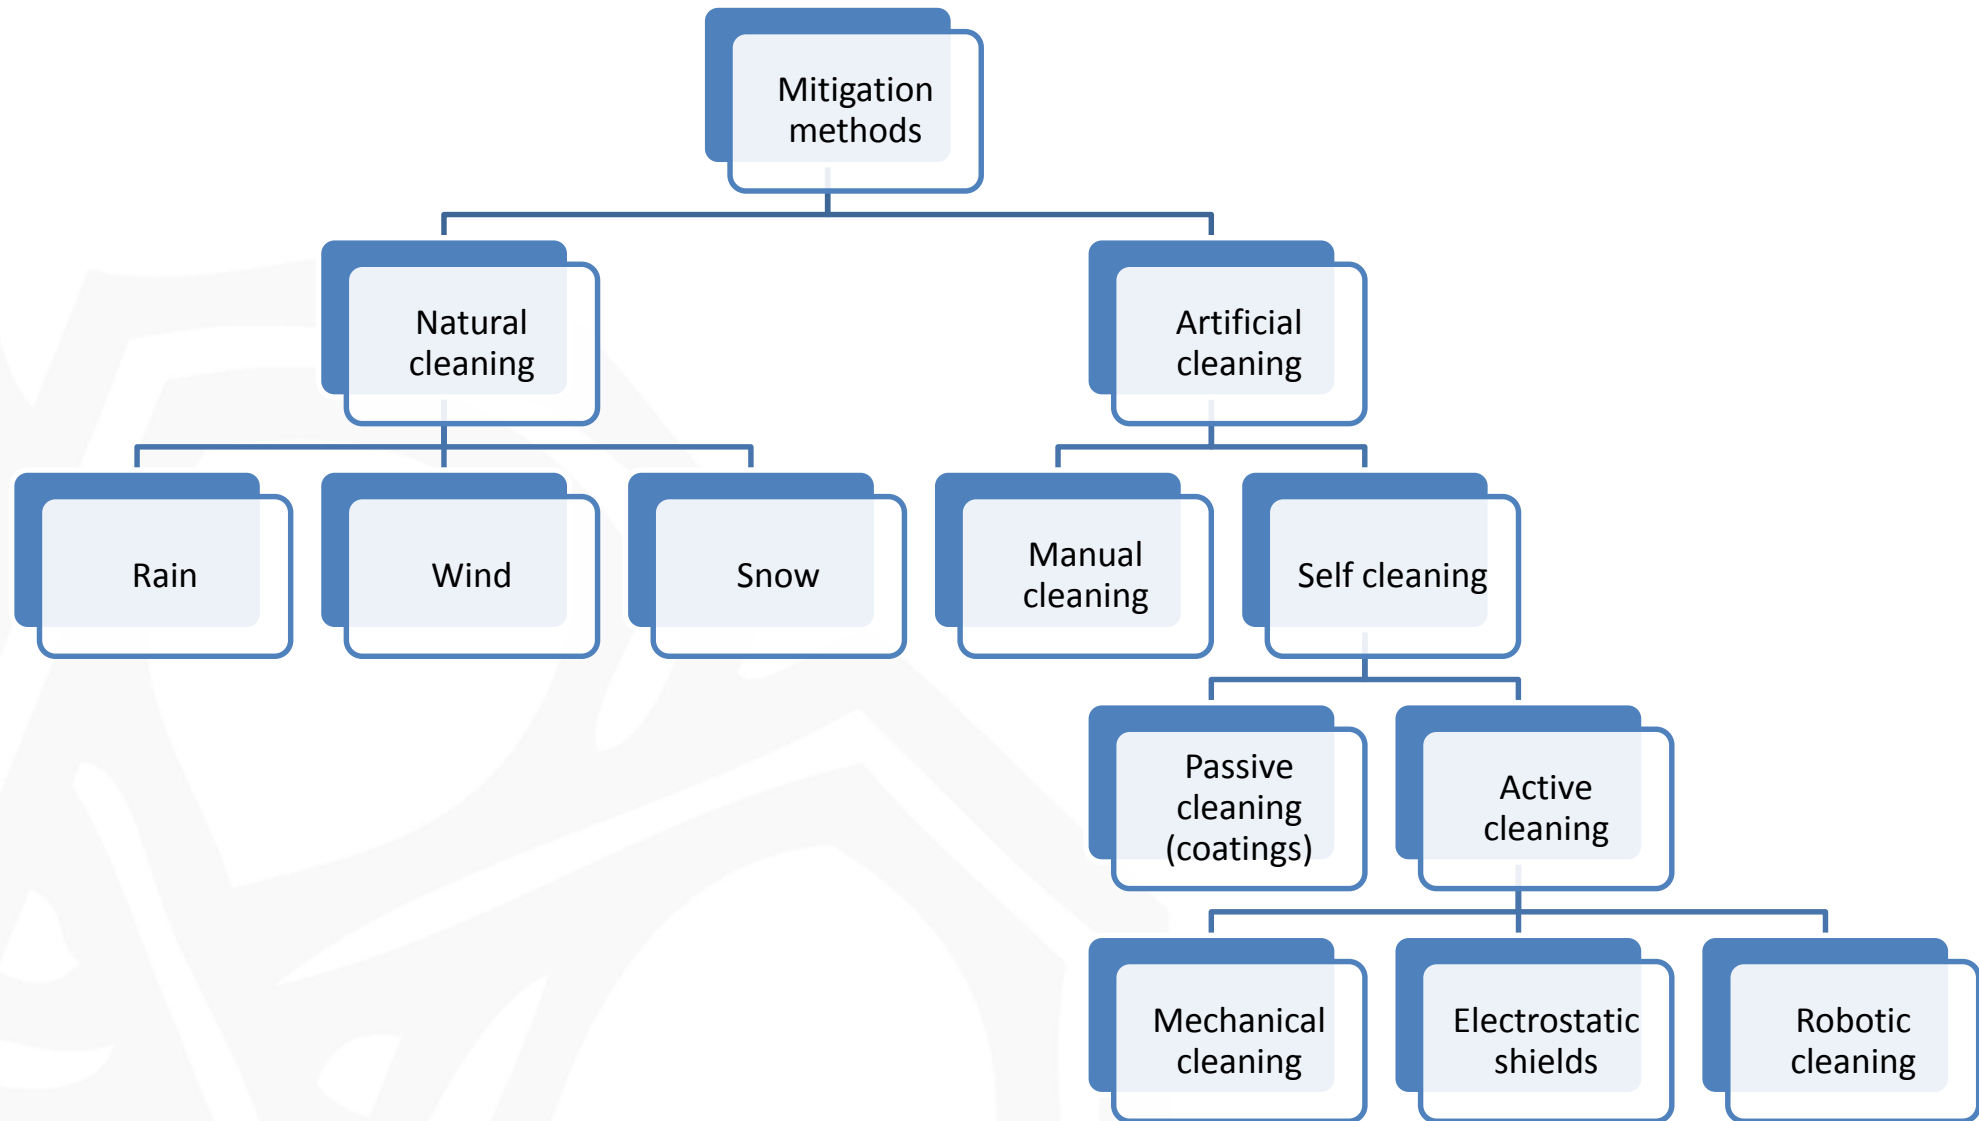 Mitigation
methods
Natural
cleaning
Artificial
cleaning
Rain
Wind
Snow
Manual
cleaning
Self cleaning
Passive
cleaning
(coatings)
Active
cleaning
Mechanical
cleaning
Electrostatic
shields
Robotic
cleaning